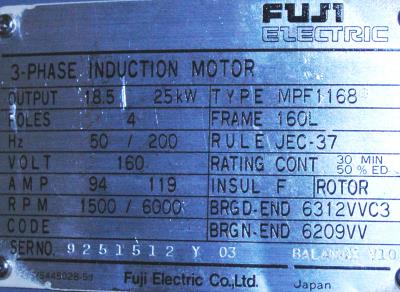 FUJI
ELECTRIC
3-PHASE INDUCTION MOTOR
OUTPUT 18.5 25kW TYPE MPF1168
POLES 4 FRAME 160L
Hz 50 / 200 RULE JEC-37
VOLT 160 RATING CONT 30 MIN 50% ED
AMP 94 119 INSUL F ROTOR
RPM 1500 / 6000 BRGD-END 6312VVC3
CODE BRGN-END 6209VV
SER NO. 9251512 Y 03 BALANCE V10
Fuji Electric Co.,Ltd. Japan